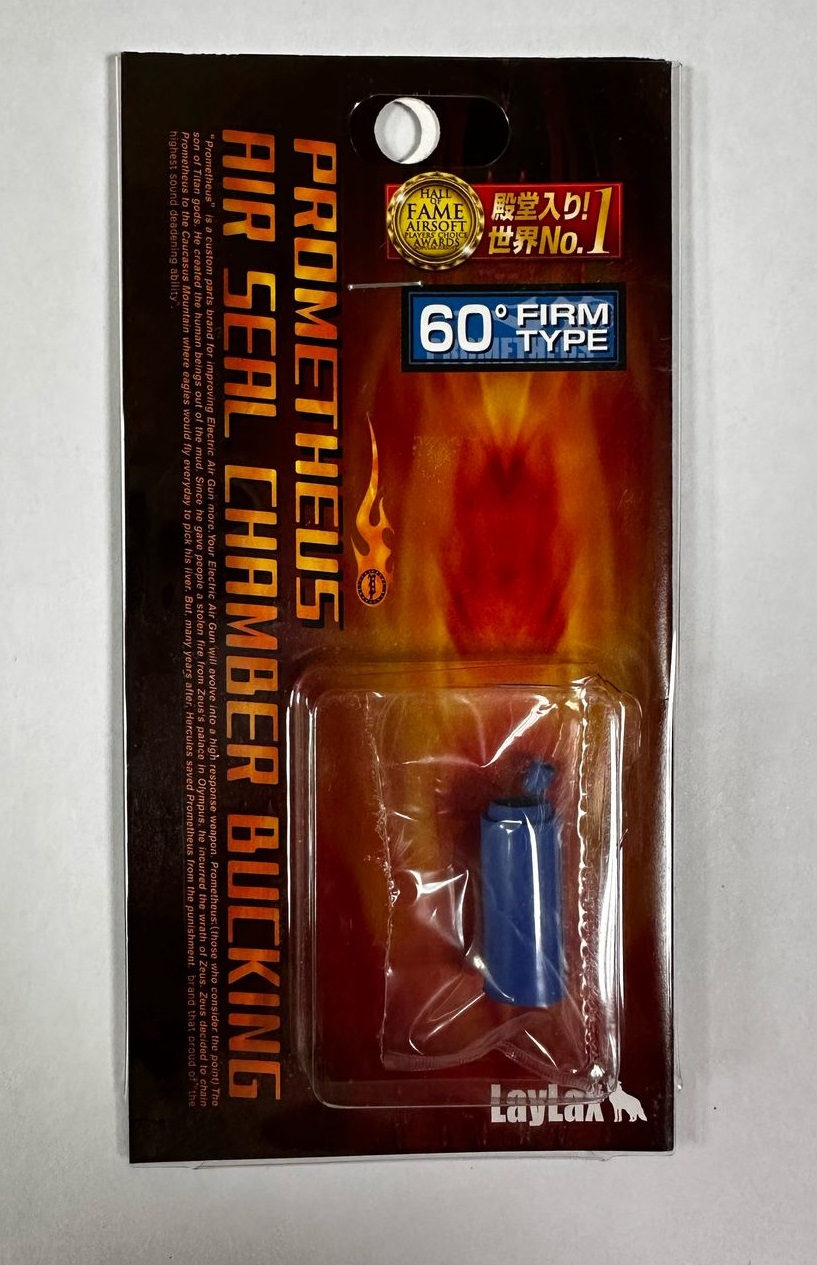 HALL
OF
FAME
AIRSOFT
PLAYERS' CHOICE
AWARDS
殿堂入り!
世界No.1
60° FIRM
TYPE
PROMETHEUS
PROMETHEUS
AIR SEAL CHAMBER BUCKING
"Prometheus" is a custom parts brand for improving Electric Air Gun more.Your Electric Air Gun will evolve into a high response weapon. Prometheus:(those who consider the point) The
son of Titan gods. He created the human beings out of the mud. Since he gave people a stolen fire from Zeus's palace in Olympus, he incurred the wrath of Zeus. Zeus decided to chain
Prometheus to the Caucasus Mountain where eagles would fly everyday to pick his liver. But, many years after, Hercules saved Prometheus from the punishment. brand that proud of "the
highest sound deadening ability".
LayLax